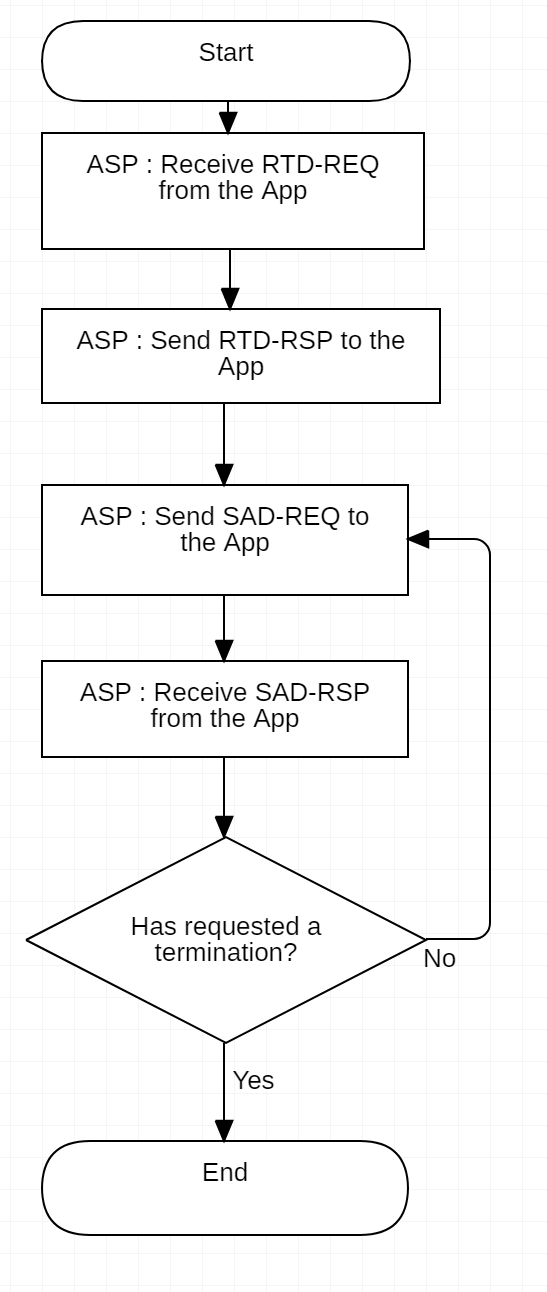 Start
ASP : Receive RTD-REQ
from the App
ASP : Send RTD-RSP to the
App
ASP : Send SAD-REQ to
the App
ASP : Receive SAD-RSP
from the App
Has requested a
termination?
No
Yes
End